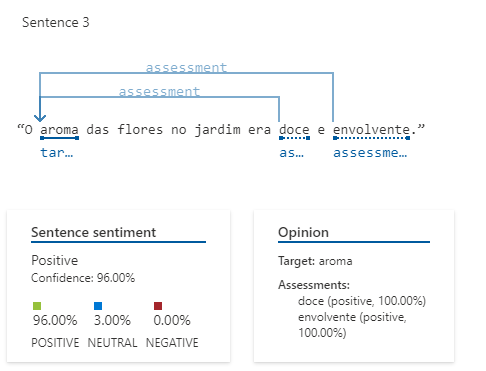 Sentence 3
assessment
assessment
“O aroma das flores no jardim era doce e envolvente.”
tar… as… assessme…
Sentence sentiment
Positive
Confidence: 96.00%
96.00% 3.00% 0.00%
POSITIVE NEUTRAL NEGATIVE
Opinion
Target: aroma
Assessments:
doce (positive, 100.00%)
envolvente (positive,
100.00%)